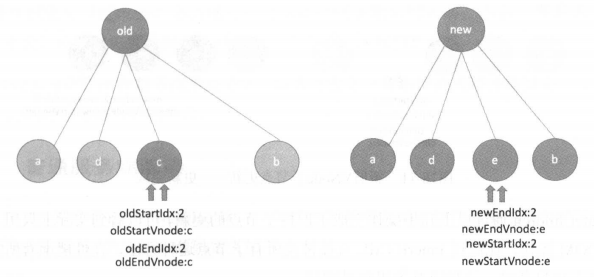 old
new
a
d
c
b
a
d
e
b
oldStartIdx:2
oldStartVnode:c
oldEndIdx:2
oldEndVnode:c
newEndIdx:2
newEndVnode:e
newStartIdx:2
newStartVnode:e